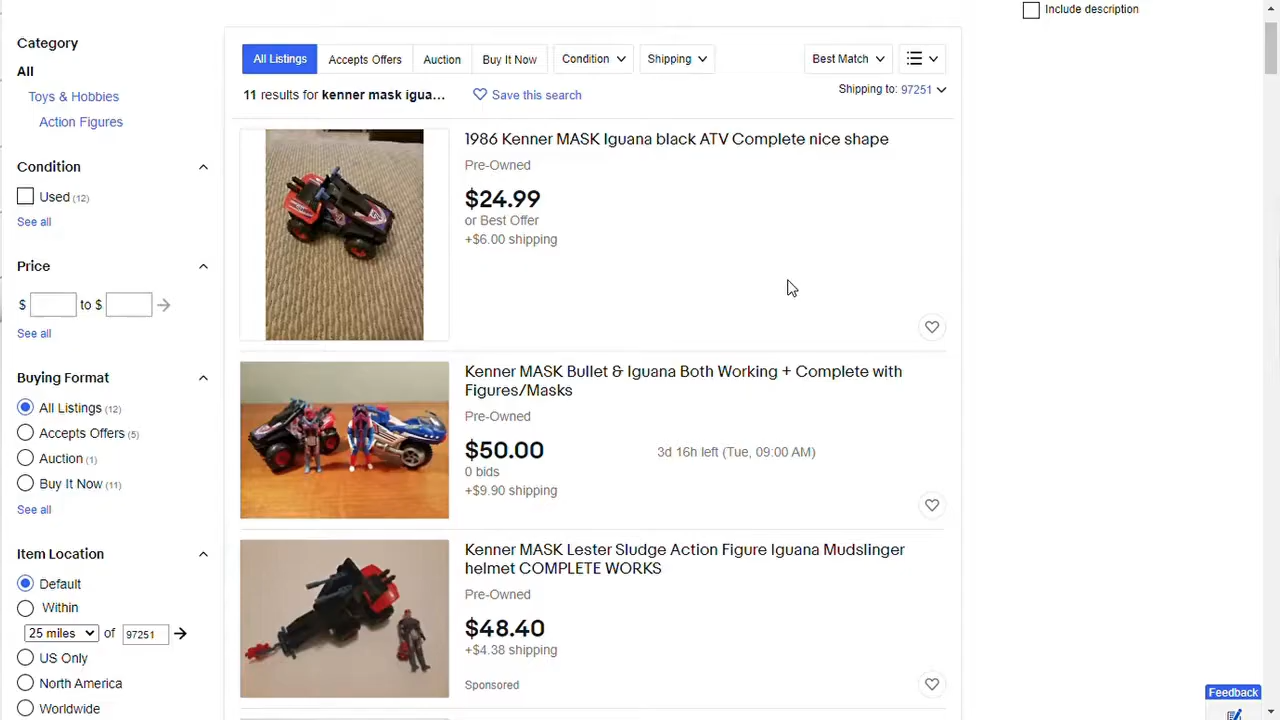 Include description
Category
All
Toys & Hobbies
Action Figures
Condition
Used (12)
See all
Price
$ to $
See all
Buying Format
All Listings (12)
Accepts Offers (5)
Auction (1)
Buy It Now (11)
See all
Item Location
Default
Within
25 miles of 97251
US Only
North America
Worldwide
All Listings Accepts Offers Auction Buy It Now Condition Shipping Best Match
11 results for kenner mask igua... Save this search Shipping to: 97251
1986 Kenner MASK Iguana black ATV Complete nice shape
Pre-Owned
$24.99
or Best Offer
+$6.00 shipping
Kenner MASK Bullet & Iguana Both Working + Complete with
Figures/Masks
Pre-Owned
$50.00 3d 16h left (Tue, 09:00 AM)
0 bids
+$9.90 shipping
Kenner MASK Lester Sludge Action Figure Iguana Mudslinger
helmet COMPLETE WORKS
Pre-Owned
$48.40
+$4.38 shipping
Sponsored
Feedback